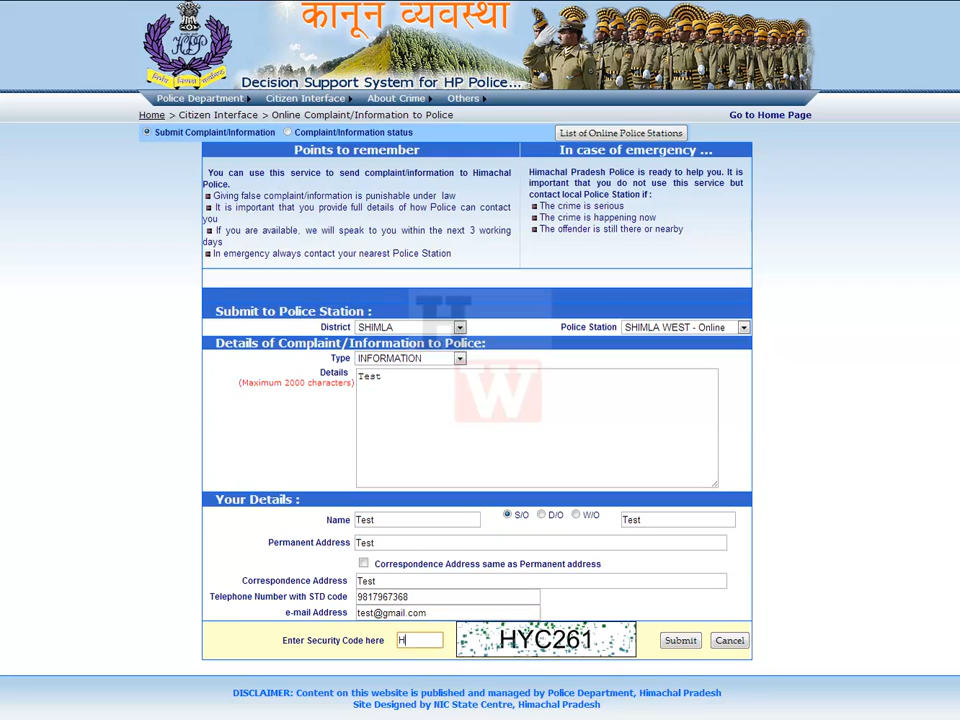 कानून व्यवस्था
HPP
Decision Support System for HP Police...
Police Department Citizen Interface About Crime Others
Home > Citizen Interface > Online Complaint/Information to Police Go to Home Page
Submit Complaint/Information Complaint/Information status List of Online Police Stations
Points to remember
You can use this service to send complaint/information to Himachal
Police.
Giving false complaint/information is punishable under law
It is important that you provide full details of how Police can contact
you
If you are available, we will speak to you within the next 3 working
days
In emergency always contact your nearest Police Station
In case of emergency ...
Himachal Pradesh Police is ready to help you. It is
important that you do not use this service but
contact local Police Station if :
The crime is serious
The crime is happening now
The offender is still there or nearby
H
Submit to Police Station :
District SHIMLA Police Station SHIMLA WEST - Online
Details of Complaint/Information to Police:
Type INFORMATION
Details Test
(Maximum 2000 characters)
W
Your Details :
Name Test S/O D/O W/O Test
Permanent Address Test
Correspondence Address same as Permanent address
Correspondence Address Test
Telephone Number with STD code 9817967368
e-mail Address test@gmail.com
Enter Security Code here H HYC261 Submit Cancel
DISCLAIMER: Content on this website is published and managed by Police Department, Himachal Pradesh
Site Designed by NIC State Centre, Himachal Pradesh